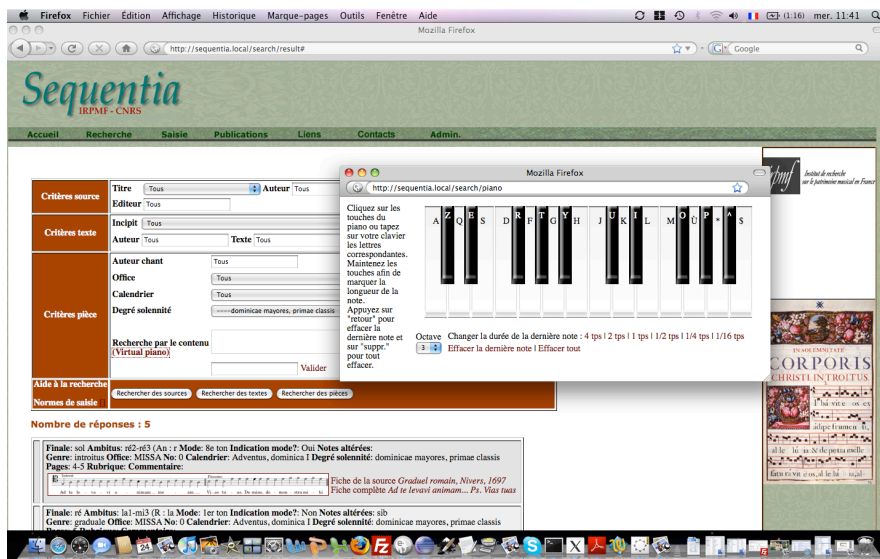 Firefox Fichier Édition Affichage Historique Marque-pages Outils Fenêtre Aide (1:16) mer. 11:41
Mozilla Firefox
http://sequentia.local/search/result#
Google
Sequentia
IRPMF - CNRS
Accueil Recherche Saisie Publications Liens Contacts Admin.
Institut de recherche
sur le patrimoine musical en France
Critères source
Titre Tous Auteur Tous
Editeur Tous
Critères texte
Incipit Tous
Auteur Tous Texte Tous
Critères pièce
Auteur chant Tous
Office Tous
Calendrier Tous
Degré solennité ----dominicae mayores, primae classis
Recherche par le contenu
(Virtual piano)
Valider
Aide à la recherche
Normes de saisie []
Rechercher des sources Rechercher des textes Rechercher des pièces
Mozilla Firefox
http://sequentia.local/search/piano
Cliquez sur les
touches du
piano ou tapez
sur votre clavier
les lettres
correspondantes.
Maintenez les
touches afin de
marquer la
longueur de la
note.
Appuyez sur
"retour" pour
effacer la
dernière note et
sur "suppr."
pour tout
effacer.
A Z Q E S D R F T G Y H J U K I L M O Ù P * ^ $
Octave
3
Changer la durée de la dernière note : 4 tps | 2 tps | 1 tps | 1/2 tps | 1/4 tps | 1/16 tps
Effacer la dernière note | Effacer tout
Nombre de réponses : 5
Finale: sol Ambitus: ré2-ré3 (An : r Mode: 8e ton Indication mode?: Oui Notes altérées:
Genre: introitus Office: MISSA No: 0 Calendrier: Adventus, dominica I Degré solennité: dominicae mayores, primae classis
Pages: 4-5 Rubrique: Commentaire:
Fiche de la source Graduel romain, Nivers, 1697
Fiche complète Ad te levavi animam... Ps. Vias tuas
Finale: ré Ambitus: la1-mi3 (R : la Mode: 1er ton Indication mode?: Non Notes altérées: sib
Genre: graduale Office: MISSA No: 0 Calendrier: Adventus, dominica I Degré solennité: dominicae mayores, primae classis
IN SOLEMNITATE
CORPORIS
CHRISTI INTROITUS